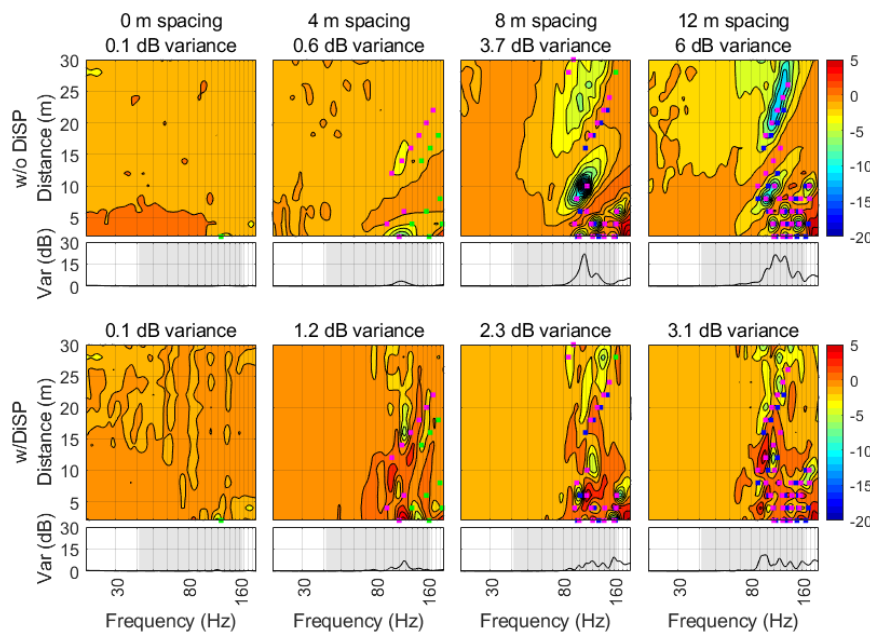 0 m spacing 4 m spacing 8 m spacing 12 m spacing
0.1 dB variance 0.6 dB variance 3.7 dB variance 6 dB variance
w/o DiSP
Distance (m)
30
25
20
15
10
5
5
0
-5
-10
-15
-20
Var (dB)
30
15
0
0.1 dB variance 1.2 dB variance 2.3 dB variance 3.1 dB variance
w/DiSP
Distance (m)
30
25
20
15
10
5
5
0
-5
-10
-15
-20
Var (dB)
30
15
0
30 80 160 30 80 160 30 80 160 30 80 160
Frequency (Hz) Frequency (Hz) Frequency (Hz) Frequency (Hz)